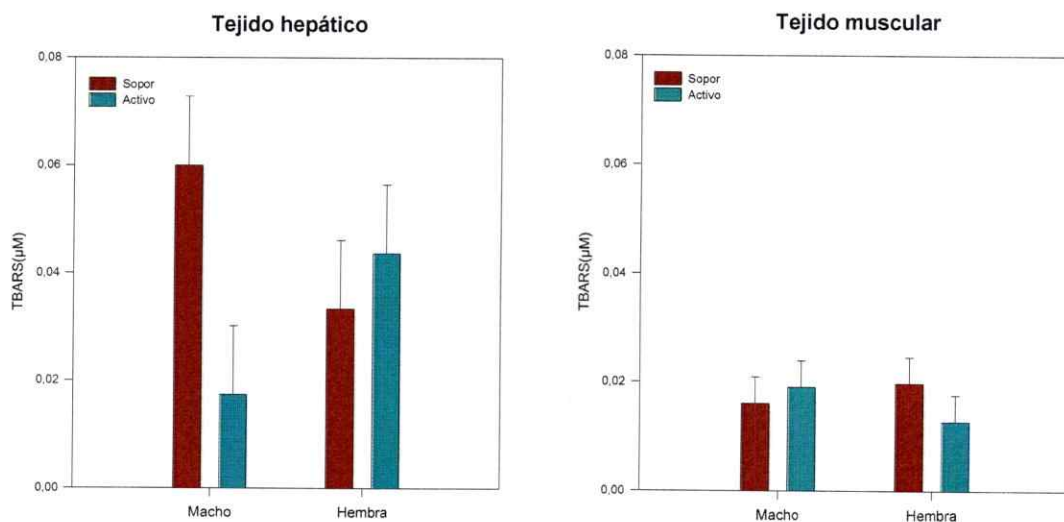 Tejido hepático
0,08
Sopor
Activo
0,06
0,04
0,02
0,00
TBARS(µM)
Macho
Hembra
Tejido muscular
0,08
Sopor
Activo
0,06
0,04
0,02
0,00
TBARS(µM)
Macho
Hembra